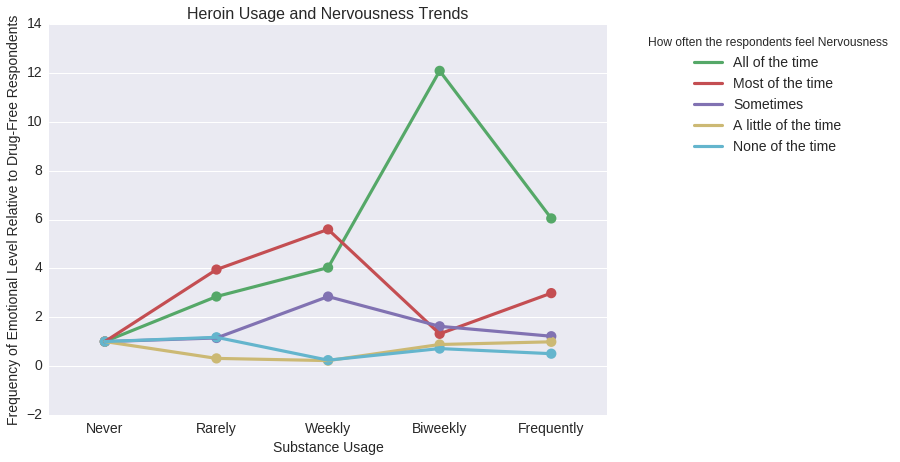 Heroin Usage and Nervousness Trends
Frequency of Emotional Level Relative to Drug-Free Respondents
14
12
10
8
6
4
2
0
−2
Never Rarely Weekly Biweekly Frequently
Substance Usage
How often the respondents feel Nervousness
All of the time
Most of the time
Sometimes
A little of the time
None of the time